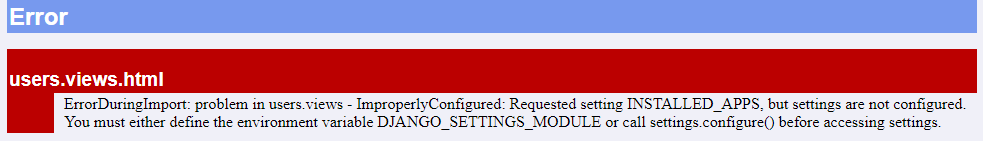 Error
users.views.html
ErrorDuringImport: problem in users.views - ImproperlyConfigured: Requested setting INSTALLED_APPS, but settings are not configured.
You must either define the environment variable DJANGO_SETTINGS_MODULE or call settings.configure() before accessing settings.